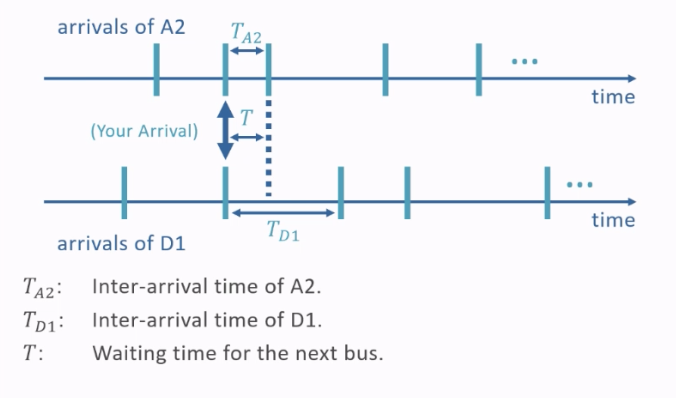 arrivals of A2
T_{A2}
...
time
(Your Arrival)
T
...
time
T_{D1}
arrivals of D1
T_{A2}: Inter-arrival time of A2.
T_{D1}: Inter-arrival time of D1.
T: Waiting time for the next bus.